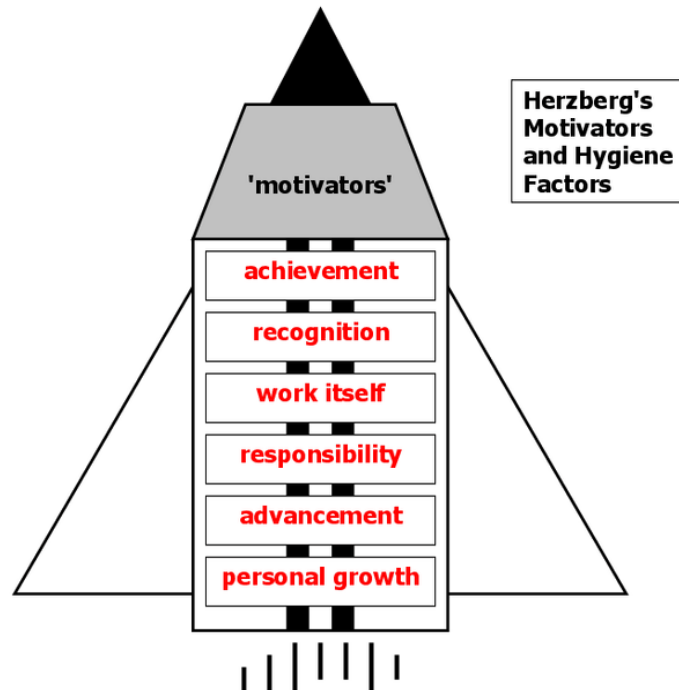 Herzberg's
Motivators
and Hygiene
Factors
'motivators'
achievement
recognition
work itself
responsibility
advancement
personal growth